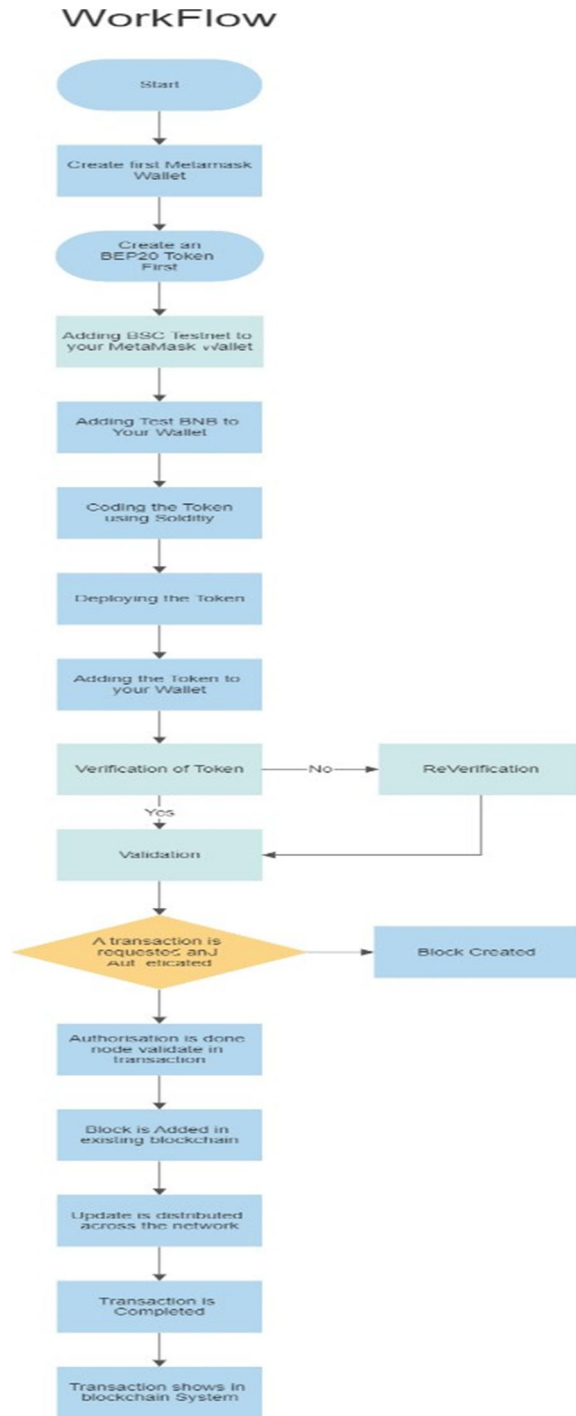 WorkFlow
Start
Create first Metamask
Wallet
Create an
BEP20 Token
First
Adding BSC Testnet to
your MetaMask Wallet
Adding Test BNB to
Your Wallet
Coding the Token
using Solditiy
Deploying the Token
Adding the Token to
your Wallet
Verification of Token
No
ReVerification
Yes
Validation
A transaction is
requested and
Block Created
Authorisation is done
node validate in
transaction
Block is Added in
existing blockchain
Update is distributed
across the network
Transaction is
Completed
Transaction shows in
blockchain System